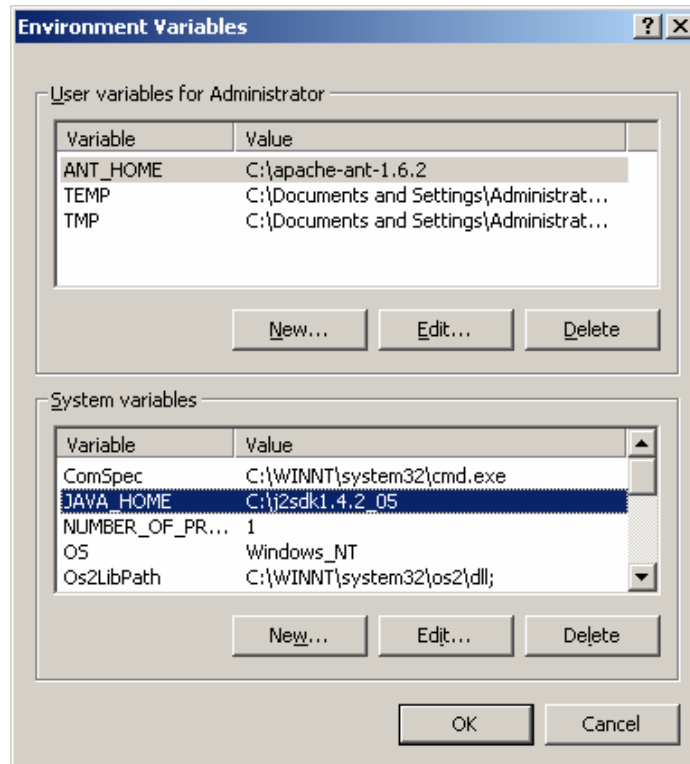 Environment Variables
User variables for Administrator
Variable Value
ANT_HOME C:\apache-ant-1.6.2
TEMP C:\Documents and Settings\Administrat...
TMP C:\Documents and Settings\Administrat...
New... Edit... Delete
System variables
Variable Value
ComSpec C:\WINNT\system32\cmd.exe
JAVA_HOME C:\j2sdk1.4.2_05
NUMBER_OF_PR... 1
OS Windows_NT
Os2LibPath C:\WINNT\system32\os2\dll;
New... Edit... Delete
OK Cancel